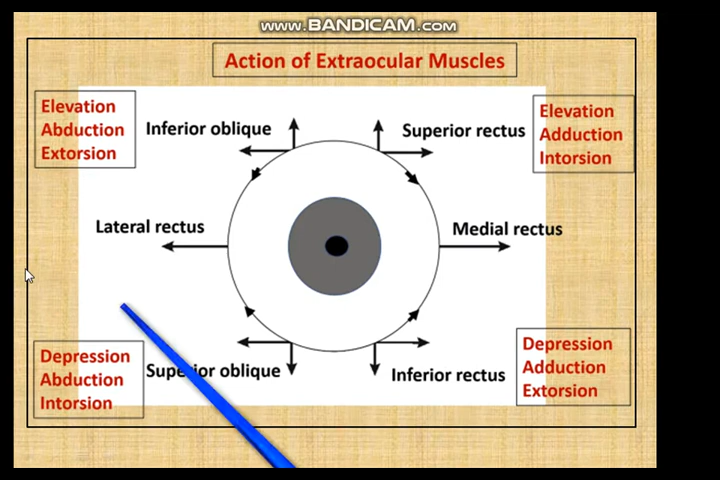 www.BANDICAM.com
Action of Extraocular Muscles
Elevation
Abduction
Extorsion
Inferior oblique
Superior rectus
Elevation
Adduction
Intorsion
Lateral rectus
Medial rectus
Depression
Abduction
Intorsion
Superior oblique
Inferior rectus
Depression
Adduction
Extorsion